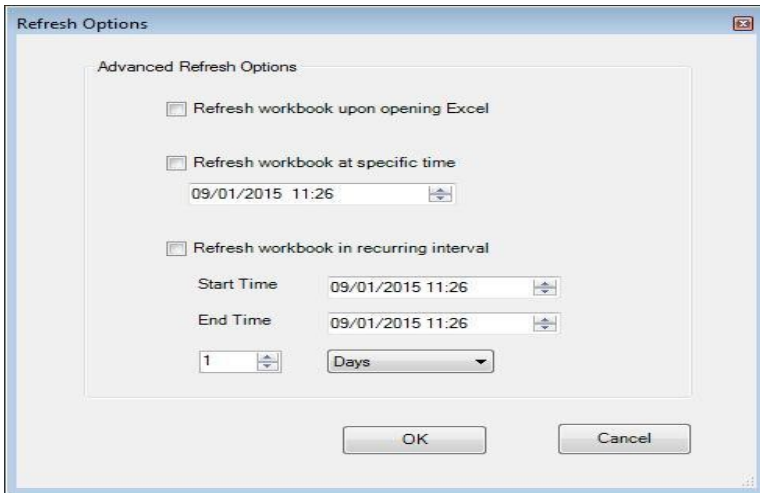 Refresh Options
Advanced Refresh Options
Refresh workbook upon opening Excel
Refresh workbook at specific time
09/01/2015 11:26
Refresh workbook in recurring interval
Start Time 09/01/2015 11:26
End Time 09/01/2015 11:26
1 Days
OK Cancel